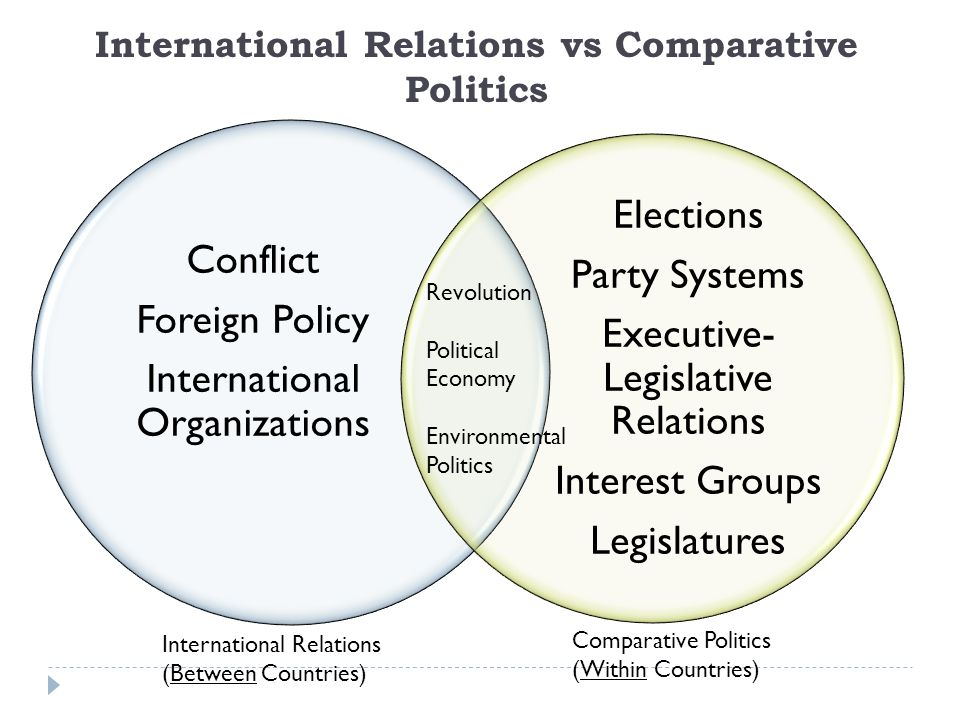 International Relations vs Comparative
Politics
Conflict
Foreign Policy
International
Organizations
Revolution
Political
Economy
Environmental
Politics
Elections
Party Systems
Executive-
Legislative
Relations
Interest Groups
Legislatures
International Relations
(Between Countries)
Comparative Politics
(Within Countries)